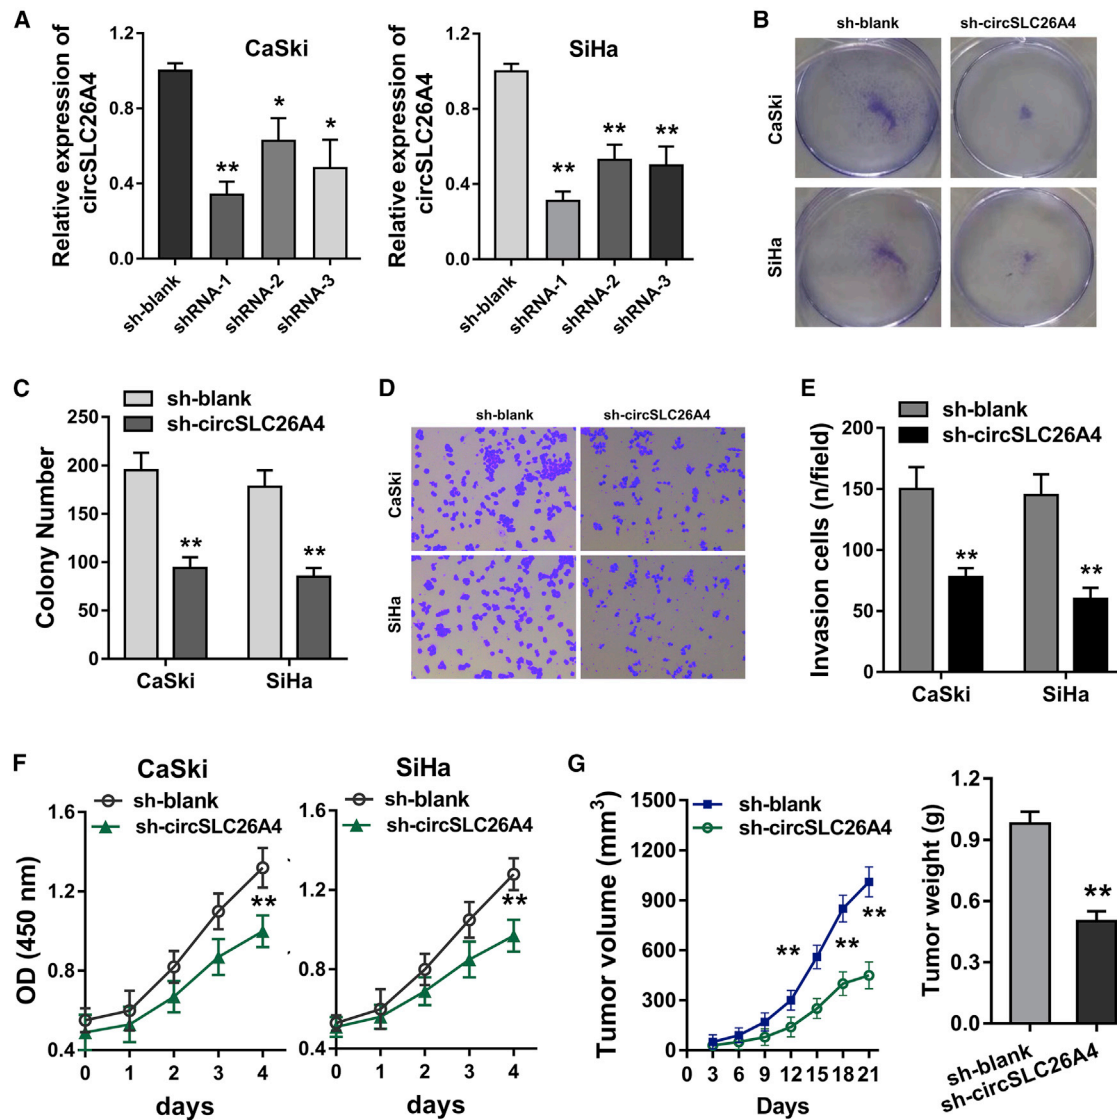 A
Relative expression of
circSLC26A4
CaSki
1.2
0.8
0.4
0.0
**
*
*
sh-blank
shRNA-1
shRNA-2
shRNA-3
Relative expression of
circSLC26A4
SiHa
1.2
0.8
0.4
0.0
**
**
**
sh-blank
shRNA-1
shRNA-2
shRNA-3
B
sh-blank
sh-circSLC26A4
CaSki
SiHa
C
sh-blank
sh-circSLC26A4
Colony Number
250
200
150
100
50
0
**
**
CaSki
SiHa
D
sh-blank
sh-circSLC26A4
CaSki
SiHa
E
sh-blank
sh-circSLC26A4
Invasion cells (n/field)
200
150
100
50
0
**
**
CaSki
SiHa
F
CaSki
sh-blank
sh-circSLC26A4
OD (450 nm)
1.6
1.2
0.8
0.4
**
0 1 2 3 4
days
SiHa
sh-blank
sh-circSLC26A4
1.6
1.2
0.8
0.4
**
0 1 2 3 4
days
G
sh-blank
sh-circSLC26A4
Tumor volume (mm³)
1500
1200
900
600
300
0
**
**
**
0 3 6 9 12 15 18 21
Days
Tumor weight (g)
1.2
0.9
0.6
0.3
0.0
**
sh-blank
sh-circSLC26A4